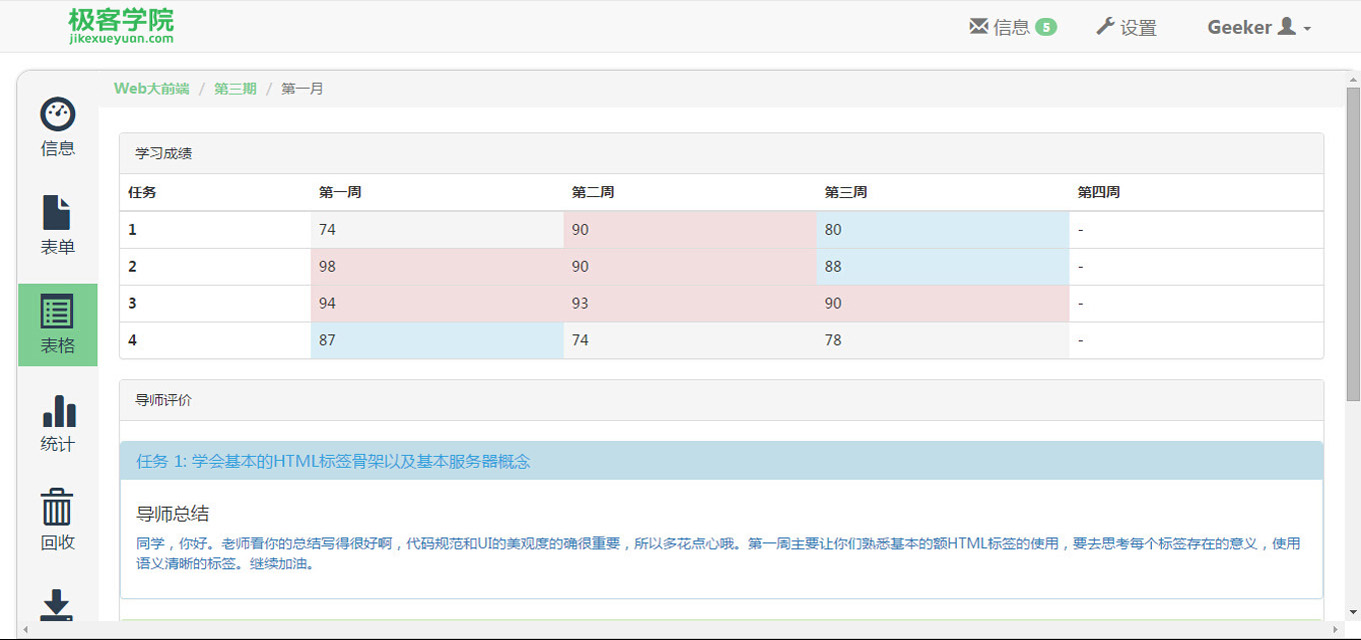 极客学院
jikexueyuan.com
信息 5
设置
Geeker
Web大前端 / 第三期 / 第一月
信息
表单
表格
统计
回收
学习成绩
任务 第一周 第二周 第三周 第四周
1 74 90 80 -
2 98 90 88 -
3 94 93 90 -
4 87 74 78 -
导师评价
任务 1: 学会基本的HTML标签骨架以及基本服务器概念
导师总结
同学，你好。老师看你的总结写得很好啊，代码规范和UI的美观度的确很重要，所以多花点心哦。第一周主要让你们熟悉基本的额HTML标签的使用，要去思考每个标签存在的意义，使用
语义清晰的标签。继续加油。